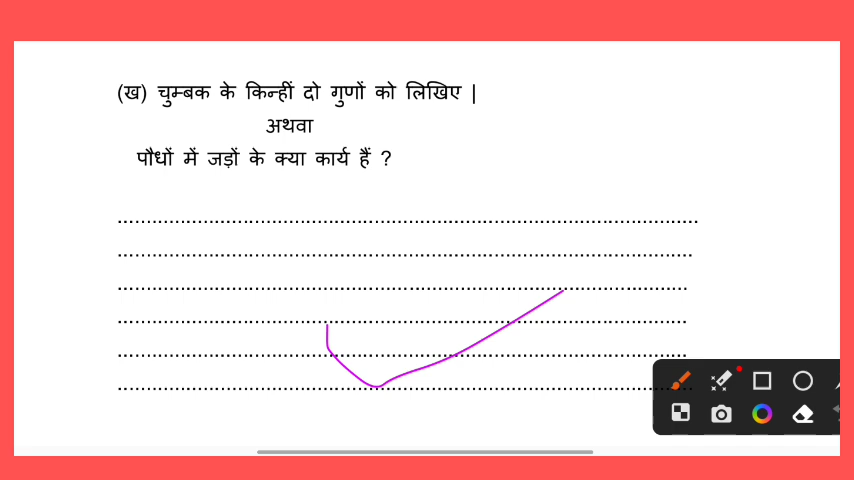 (ख) चुम्बक के किन्हीं दो गुणों को लिखिए |
अथवा
पौधों में जड़ों के क्या कार्य हैं ?